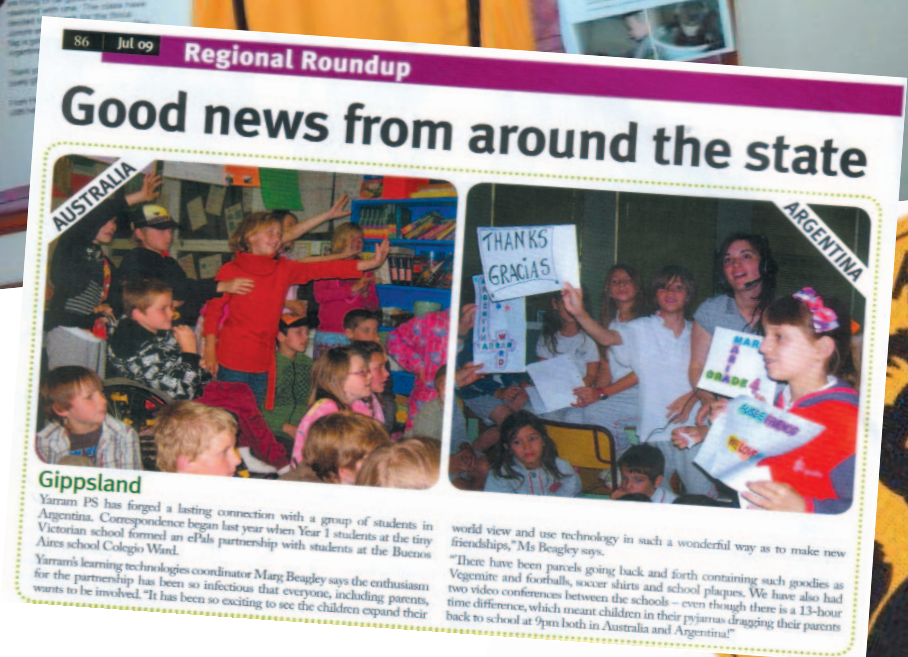 86 Jul 09
Regional Roundup
Good news from around the state
AUSTRALIA
ARGENTINA
THANKS
GRACIAS
MAR
GRADE 4
Gippsland
Yarram PS has forged a lasting connection with a group of students in
Argentina. Correspondence began last year when Year 1 students at the tiny
Victorian school formed an ePals partnership with students at the Buenos
Aires school Colegio Ward.
Yarram's learning technologies coordinator Marg Beagley says the enthusiasm
for the partnership has been so infectious that everyone, including parents,
wants to be involved. "It has been so exciting to see the children expand their
world view and use technology in such a wonderful way as to make new
friendships," Ms Beagley says.
"There have been parcels going back and forth containing such goodies as
Vegemite and footballs, soccer shirts and school plaques. We have also had
two video conferences between the schools – even though there is a 13-hour
time difference, which meant children in their pyjamas dragging their parents
back to school at 9pm both in Australia and Argentina!"